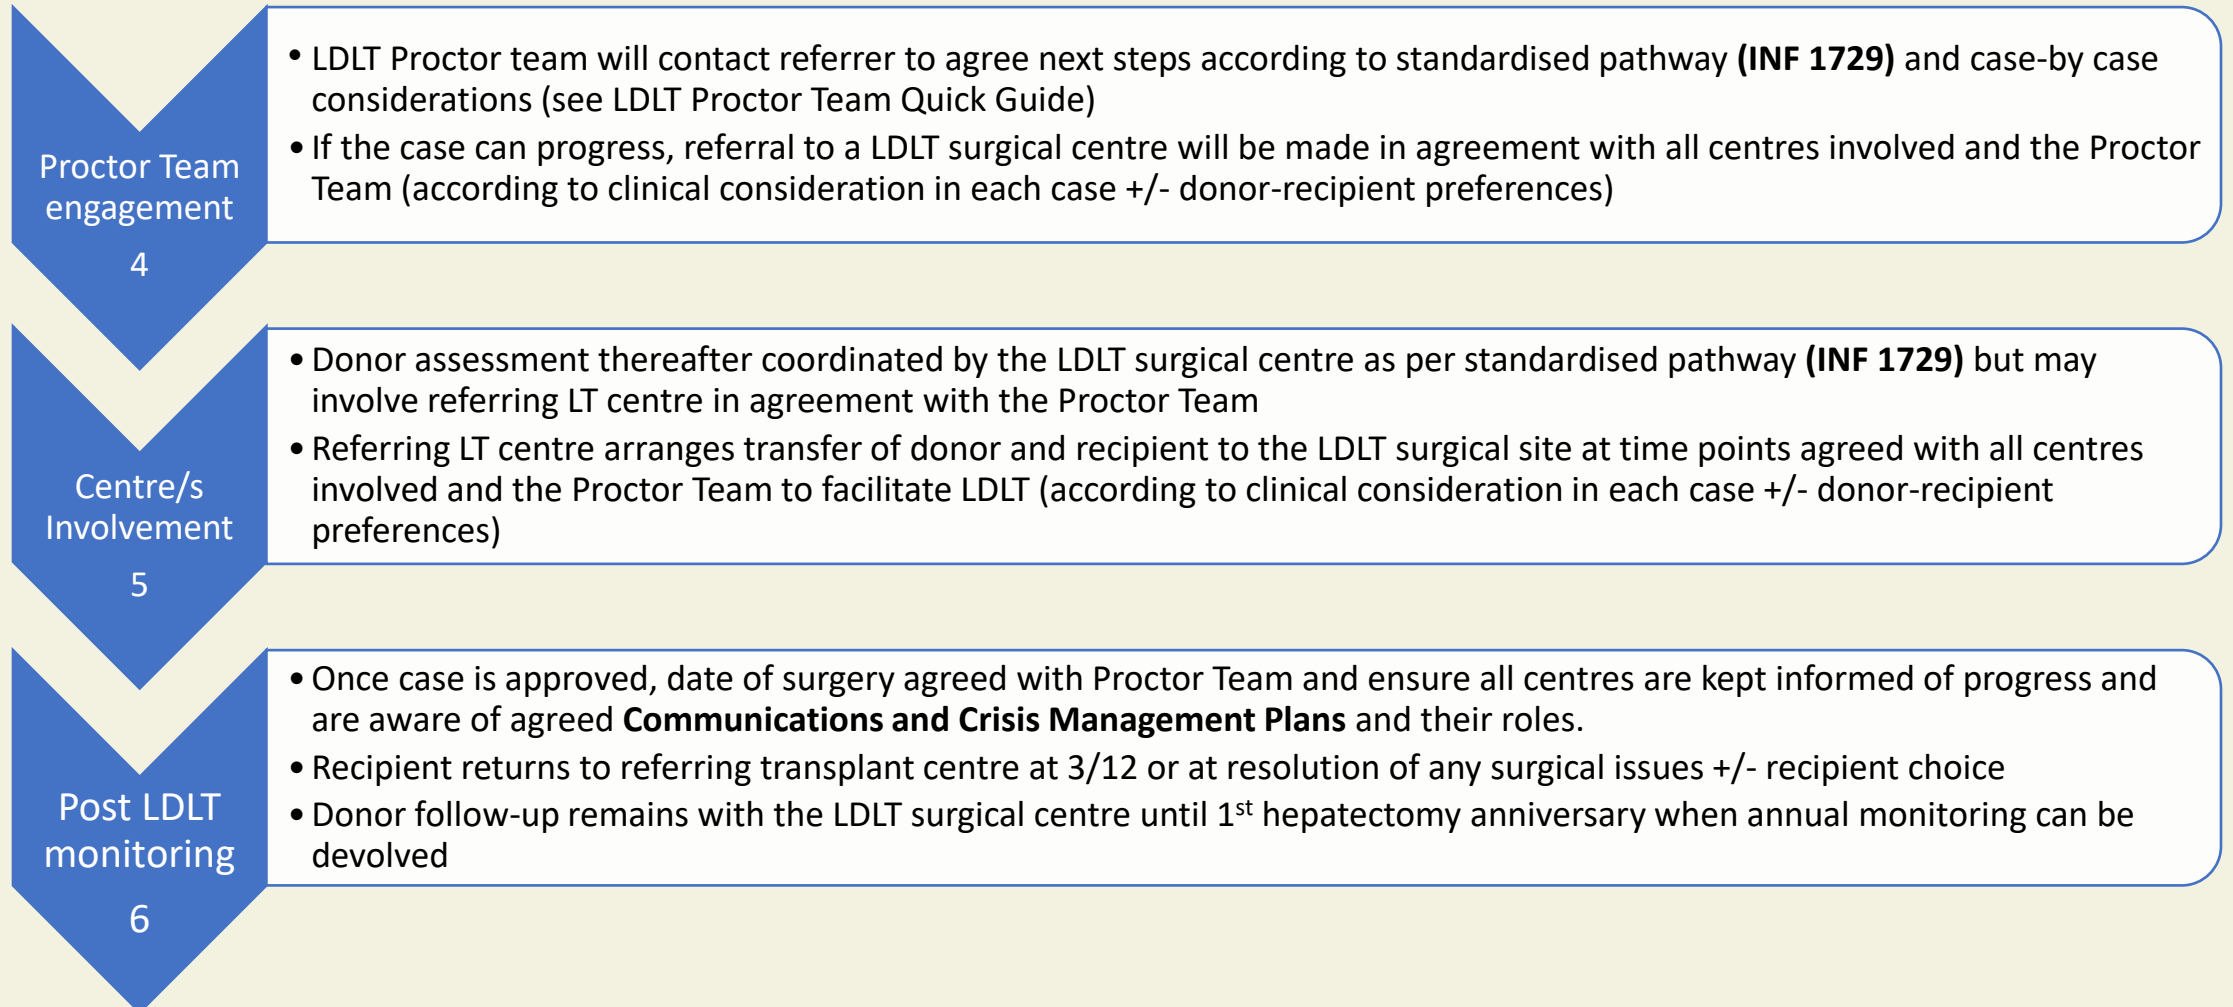 Proctor Team
engagement
4
• LDLT Proctor team will contact referrer to agree next steps according to standardised pathway (INF 1729) and case-by case
considerations (see LDLT Proctor Team Quick Guide)
• If the case can progress, referral to a LDLT surgical centre will be made in agreement with all centres involved and the Proctor
Team (according to clinical consideration in each case +/- donor-recipient preferences)
Centre/s
Involvement
5
• Donor assessment thereafter coordinated by the LDLT surgical centre as per standardised pathway (INF 1729) but may
involve referring LT centre in agreement with the Proctor Team
• Referring LT centre arranges transfer of donor and recipient to the LDLT surgical site at time points agreed with all centres
involved and the Proctor Team to facilitate LDLT (according to clinical consideration in each case +/- donor-recipient
preferences)
Post LDLT
monitoring
6
• Once case is approved, date of surgery agreed with Proctor Team and ensure all centres are kept informed of progress and
are aware of agreed Communications and Crisis Management Plans and their roles.
• Recipient returns to referring transplant centre at 3/12 or at resolution of any surgical issues +/- recipient choice
• Donor follow-up remains with the LDLT surgical centre until 1st hepatectomy anniversary when annual monitoring can be
devolved